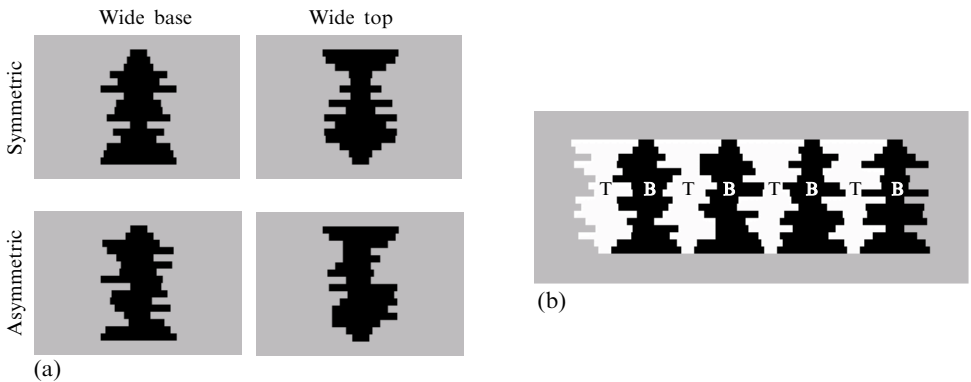 Wide base
Wide top
Symmetric
Asymmetric
(a)
T B T B T B T B
(b)